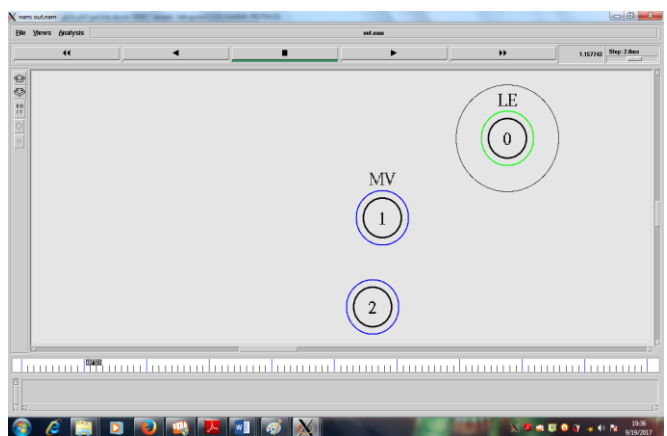 nam: out.nam
File Views Analysis out.nam
1.157743 Step: 2.0ms
LE
0
MV
1
2
19:36
9/19/2017